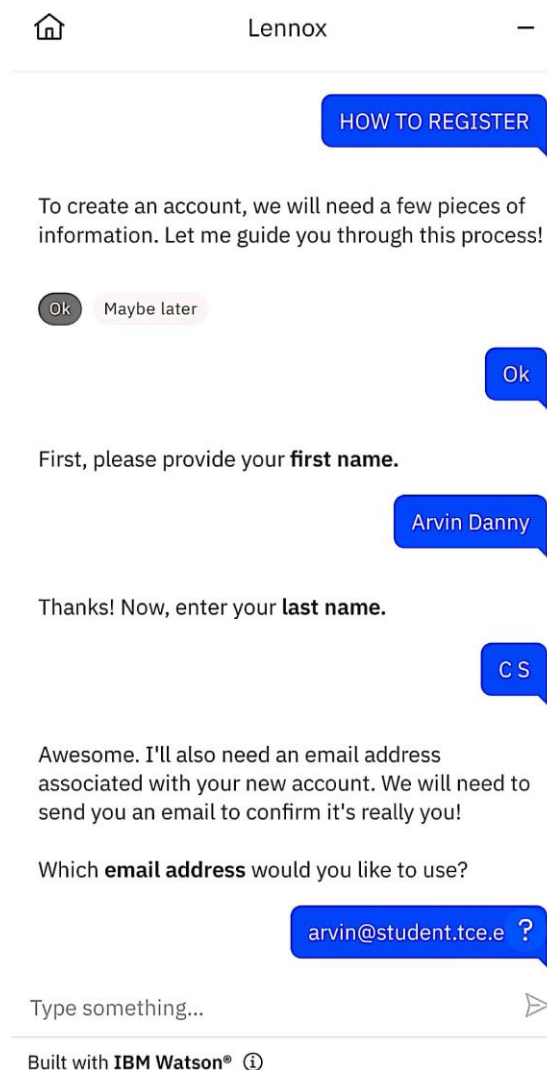 Lennox
HOW TO REGISTER
To create an account, we will need a few pieces of
information. Let me guide you through this process!
Ok Maybe later
Ok
First, please provide your first name.
Arvin Danny
Thanks! Now, enter your last name.
C S
Awesome. I'll also need an email address
associated with your new account. We will need to
send you an email to confirm it's really you!
Which email address would you like to use?
arvin@student.tce.e ?
Type something...
Built with IBM Watson®